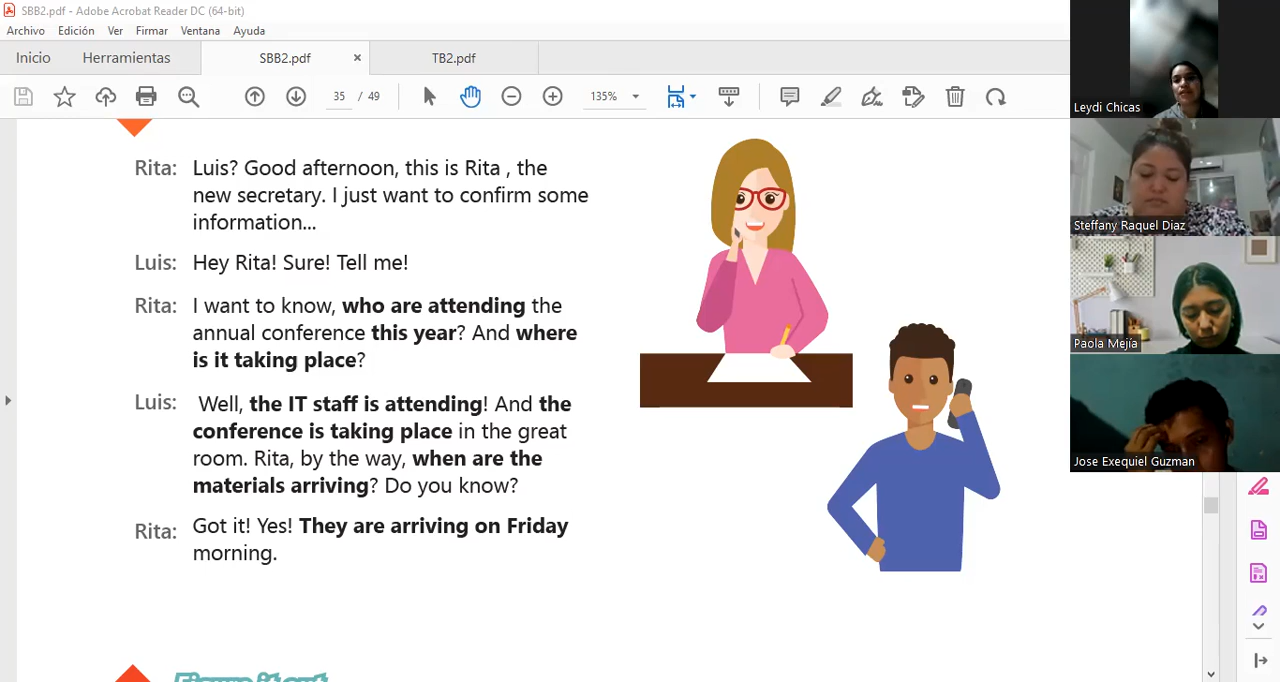 SBB2.pdf - Adobe Acrobat Reader DC (64-bit)
Archivo Edición Ver Firmar Ventana Ayuda
Inicio Herramientas SBB2.pdf × TB2.pdf
35 / 49 135%
Rita: Luis? Good afternoon, this is Rita , the
new secretary. I just want to confirm some
information...
Luis: Hey Rita! Sure! Tell me!
Rita: I want to know, who are attending the
annual conference this year? And where
is it taking place?
Luis: Well, the IT staff is attending! And the
conference is taking place in the great
room. Rita, by the way, when are the
materials arriving? Do you know?
Rita: Got it! Yes! They are arriving on Friday
morning.
Figure it out
Leydi Chicas
Steffany Raquel Diaz
Paola Mejía
Jose Exequiel Guzman